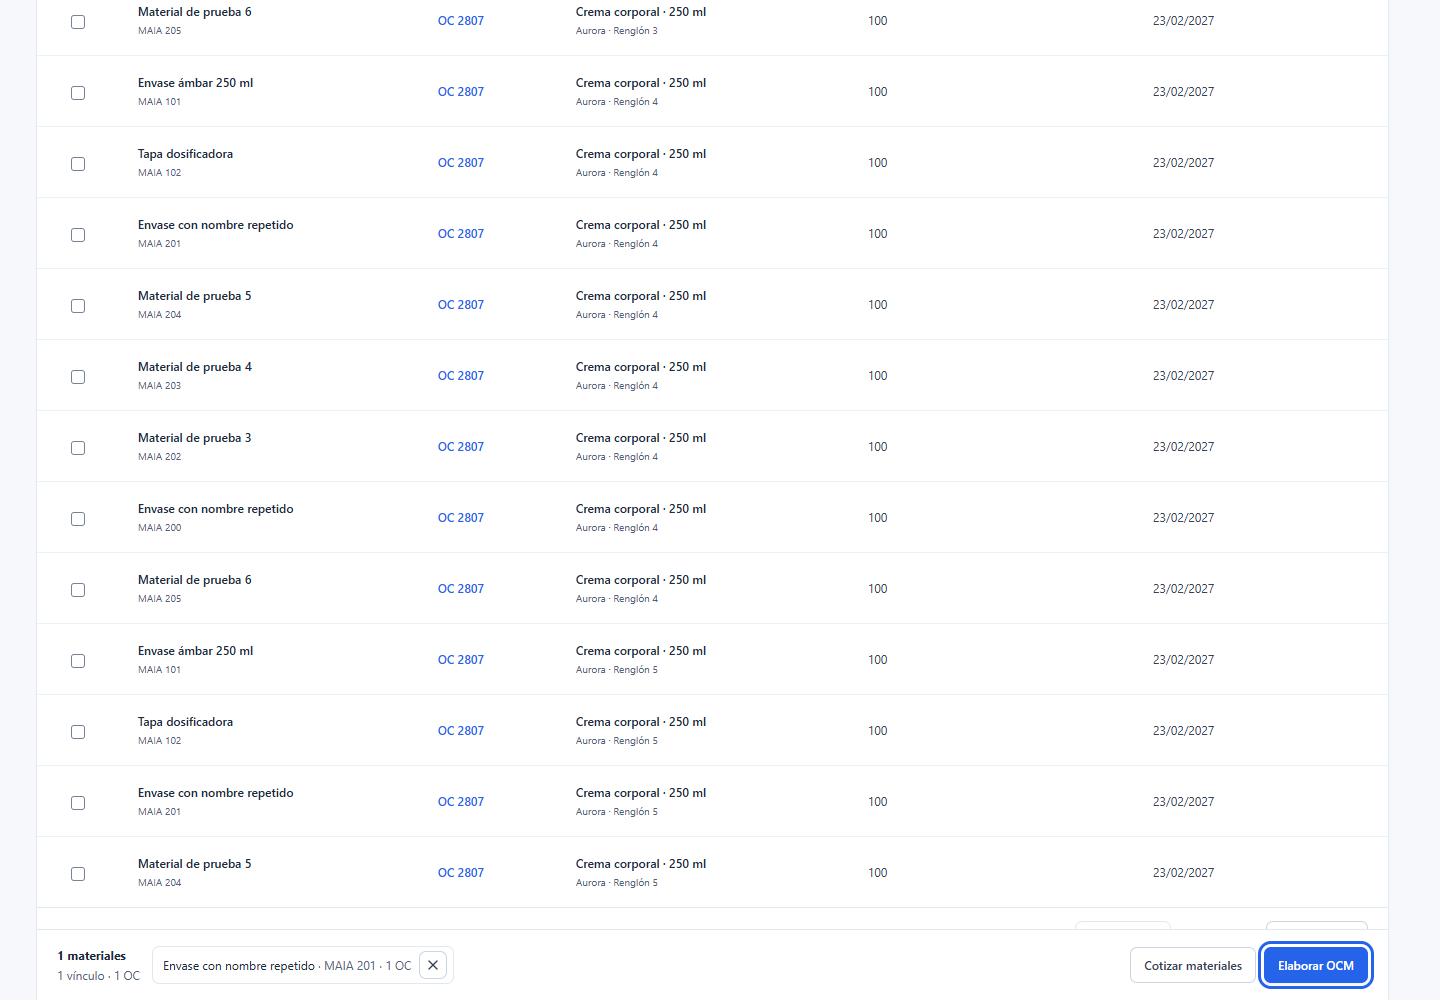 Material de prueba 6
MAIA 205
OC 2807
Crema corporal · 250 ml
Aurora · Renglón 3
100
23/02/2027
Envase ámbar 250 ml
MAIA 101
OC 2807
Crema corporal · 250 ml
Aurora · Renglón 4
100
23/02/2027
Tapa dosificadora
MAIA 102
OC 2807
Crema corporal · 250 ml
Aurora · Renglón 4
100
23/02/2027
Envase con nombre repetido
MAIA 201
OC 2807
Crema corporal · 250 ml
Aurora · Renglón 4
100
23/02/2027
Material de prueba 5
MAIA 204
OC 2807
Crema corporal · 250 ml
Aurora · Renglón 4
100
23/02/2027
Material de prueba 4
MAIA 203
OC 2807
Crema corporal · 250 ml
Aurora · Renglón 4
100
23/02/2027
Material de prueba 3
MAIA 202
OC 2807
Crema corporal · 250 ml
Aurora · Renglón 4
100
23/02/2027
Envase con nombre repetido
MAIA 200
OC 2807
Crema corporal · 250 ml
Aurora · Renglón 4
100
23/02/2027
Material de prueba 6
MAIA 205
OC 2807
Crema corporal · 250 ml
Aurora · Renglón 4
100
23/02/2027
Envase ámbar 250 ml
MAIA 101
OC 2807
Crema corporal · 250 ml
Aurora · Renglón 5
100
23/02/2027
Tapa dosificadora
MAIA 102
OC 2807
Crema corporal · 250 ml
Aurora · Renglón 5
100
23/02/2027
Envase con nombre repetido
MAIA 201
OC 2807
Crema corporal · 250 ml
Aurora · Renglón 5
100
23/02/2027
Material de prueba 5
MAIA 204
OC 2807
Crema corporal · 250 ml
Aurora · Renglón 5
100
23/02/2027
1 materiales
1 vínculo · 1 OC
Envase con nombre repetido · MAIA 201 · 1 OC
Cotizar materiales
Elaborar OCM